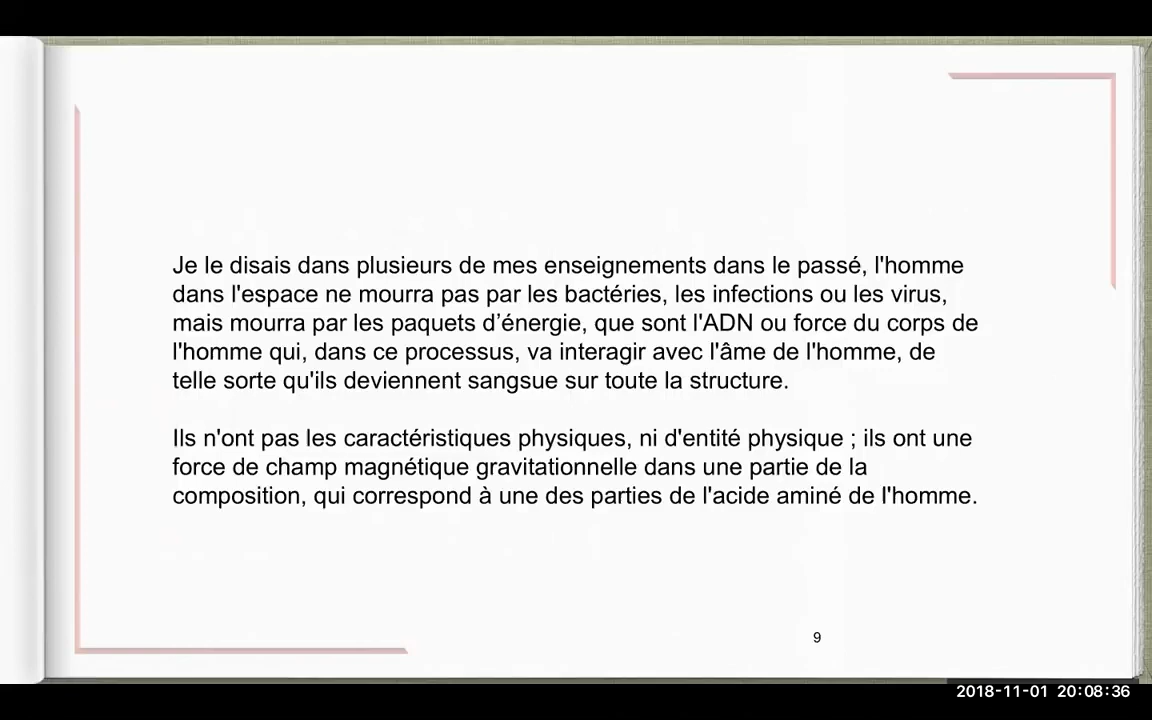 Je le disais dans plusieurs de mes enseignements dans le passé, l'homme
dans l'espace ne mourra pas par les bactéries, les infections ou les virus,
mais mourra par les paquets d’énergie, que sont l'ADN ou force du corps de
l'homme qui, dans ce processus, va interagir avec l'âme de l'homme, de
telle sorte qu'ils deviennent sangsue sur toute la structure.
Ils n'ont pas les caractéristiques physiques, ni d'entité physique ; ils ont une
force de champ magnétique gravitationnelle dans une partie de la
composition, qui correspond à une des parties de l'acide aminé de l'homme.
9
2018-11-01 20:08:36